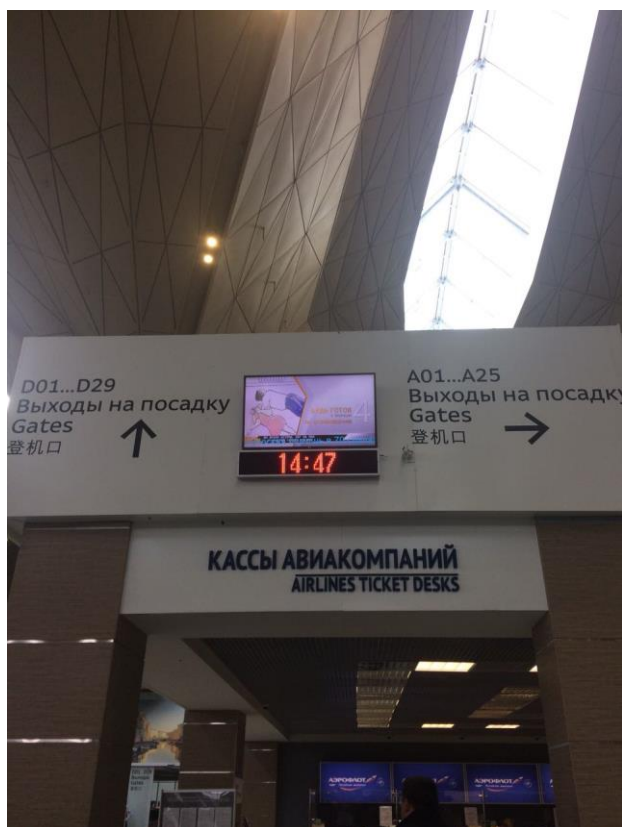 D01...D29
Выходы на посадку
Gates
登机口
A01...A25
Выходы на посадку
Gates
登机口
14:47
КАССЫ АВИАКОМПАНИЙ
AIRLINES TICKET DESKS
АЭРОФЛОТ
АЭРОФЛОТ
АЭРОФЛОТ